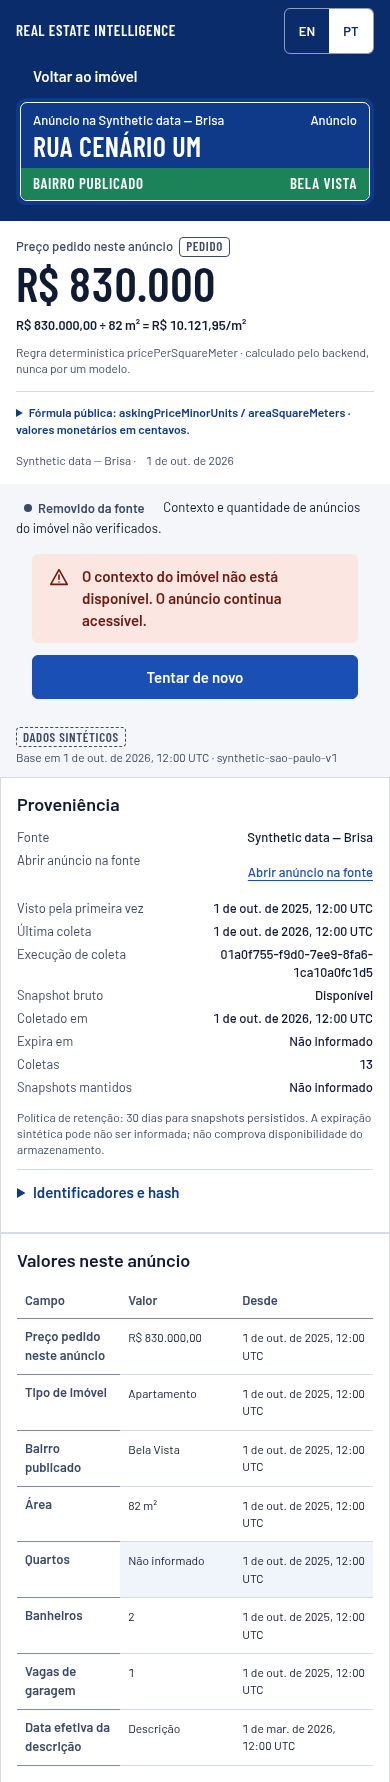 REAL ESTATE INTELLIGENCE
EN PT
Voltar ao imóvel
Anúncio na Synthetic data — Brisa Anúncio
RUA CENÁRIO UM
BAIRRO PUBLICADO BELA VISTA
Preço pedido neste anúncio PEDIDO
R$ 830.000
R$ 830.000,00 ÷ 82 m² = R$ 10.121,95/m²
Regra determinística pricePerSquareMeter · calculado pelo backend,
nunca por um modelo.
Fórmula pública: askingPriceMinorUnits / areaSquareMeters ·
valores monetários em centavos.
Synthetic data — Brisa · 1 de out. de 2026
Removido da fonte Contexto e quantidade de anúncios
do imóvel não verificados.
O contexto do imóvel não está
disponível. O anúncio continua
acessível.
Tentar de novo
DADOS SINTÉTICOS
Base em 1 de out. de 2026, 12:00 UTC · synthetic-sao-paulo-v1
Proveniência
Fonte Synthetic data — Brisa
Abrir anúncio na fonte Abrir anúncio na fonte
Visto pela primeira vez 1 de out. de 2025, 12:00 UTC
Última coleta 1 de out. de 2026, 12:00 UTC
Execução de coleta 01a0f755-f9d0-7ee9-8fa6-
1ca10a0fc1d5
Snapshot bruto Disponível
Coletado em 1 de out. de 2026, 12:00 UTC
Expira em Não informado
Coletas 13
Snapshots mantidos Não informado
Política de retenção: 30 dias para snapshots persistidos. A expiração
sintética pode não ser informada; não comprova disponibilidade do
armazenamento.
Identificadores e hash
Valores neste anúncio
Campo Valor Desde
Preço pedido R$ 830.000,00 1 de out. de 2025, 12:00
neste anúncio UTC
Tipo de imóvel Apartamento 1 de out. de 2025, 12:00
UTC
Bairro Bela Vista 1 de out. de 2025, 12:00
publicado UTC
Área 82 m² 1 de out. de 2025, 12:00
UTC
Quartos Não informado 1 de out. de 2025, 12:00
UTC
Banheiros 2 1 de out. de 2025, 12:00
UTC
Vagas de 1 1 de out. de 2025, 12:00
garagem UTC
Data efetiva da Descrição 1 de mar. de 2026,
descrição 12:00 UTC